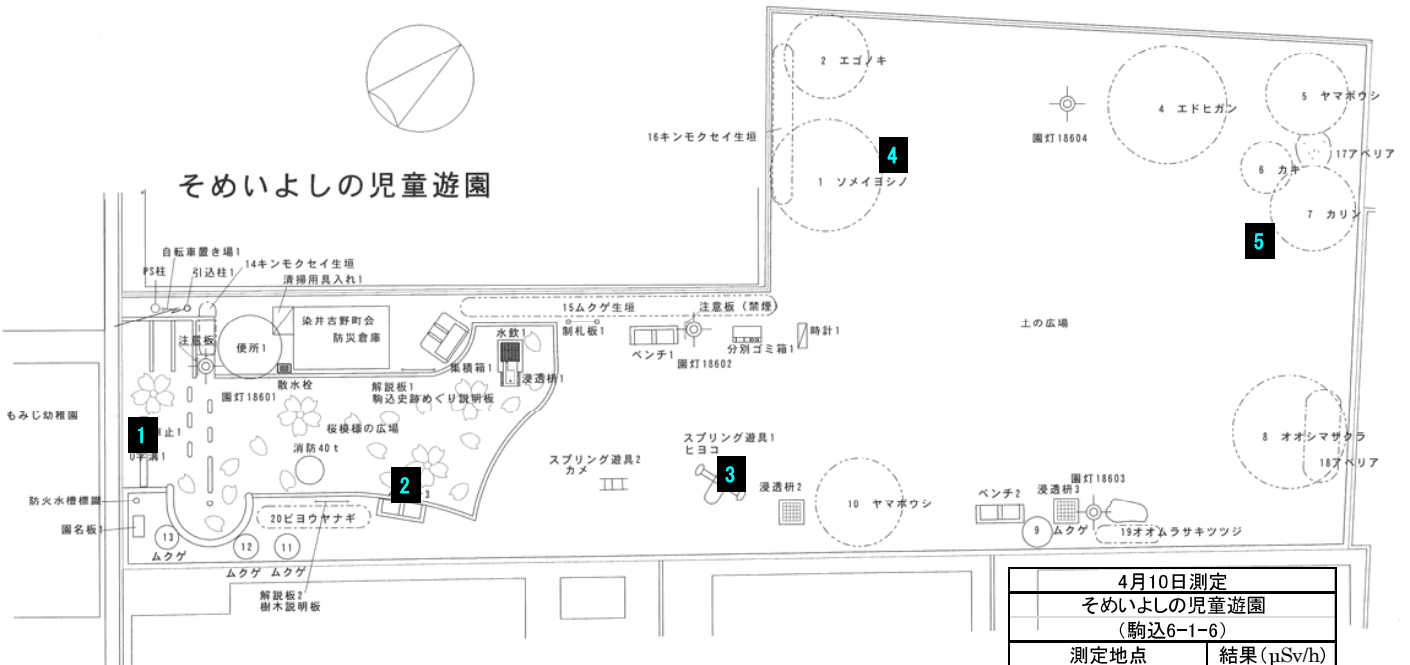 そめいよしの児童遊園
2 エゴノキ
16キンモクセイ生垣
4
1 ソメイヨシノ
園灯18604
4 エドヒガン
5 ヤマボウシ
17アベリア
6 カキ
7 カリン
5
自転車置き場1
PS柱
引込柱1
14キンモクセイ生垣
清掃用具入れ1
染井吉野町会
防災倉庫
便所1
注意板
園灯18601
散水栓
15ムクゲ生垣
注意板（禁煙）
水飲1
制札板1
ベンチ1
園灯18602
分別ゴミ箱1
時計1
土の広場
集積箱1
浸透枡1
解説板1
駒込史跡めぐり説明板
もみじ幼稚園
1
車止1
U字溝1
桜模様の広場
消防40t
2
3
スプリング遊具2
カメ
スプリング遊具1
ヒヨコ
3
浸透枡2
10 ヤマボウシ
8 オオシマザクラ
18アベリア
ベンチ2
浸透枡3
園灯18603
9 ムクゲ
19オオムラサキツツジ
防火水槽標識
園名板1
20ビヨウヤナギ
13
ムクゲ
12
ムクゲ
11
ムクゲ
解説板2
樹木説明板
4月10日測定
そめいよしの児童遊園
（駒込6-1-6）
測定地点 結果（μSv/h）